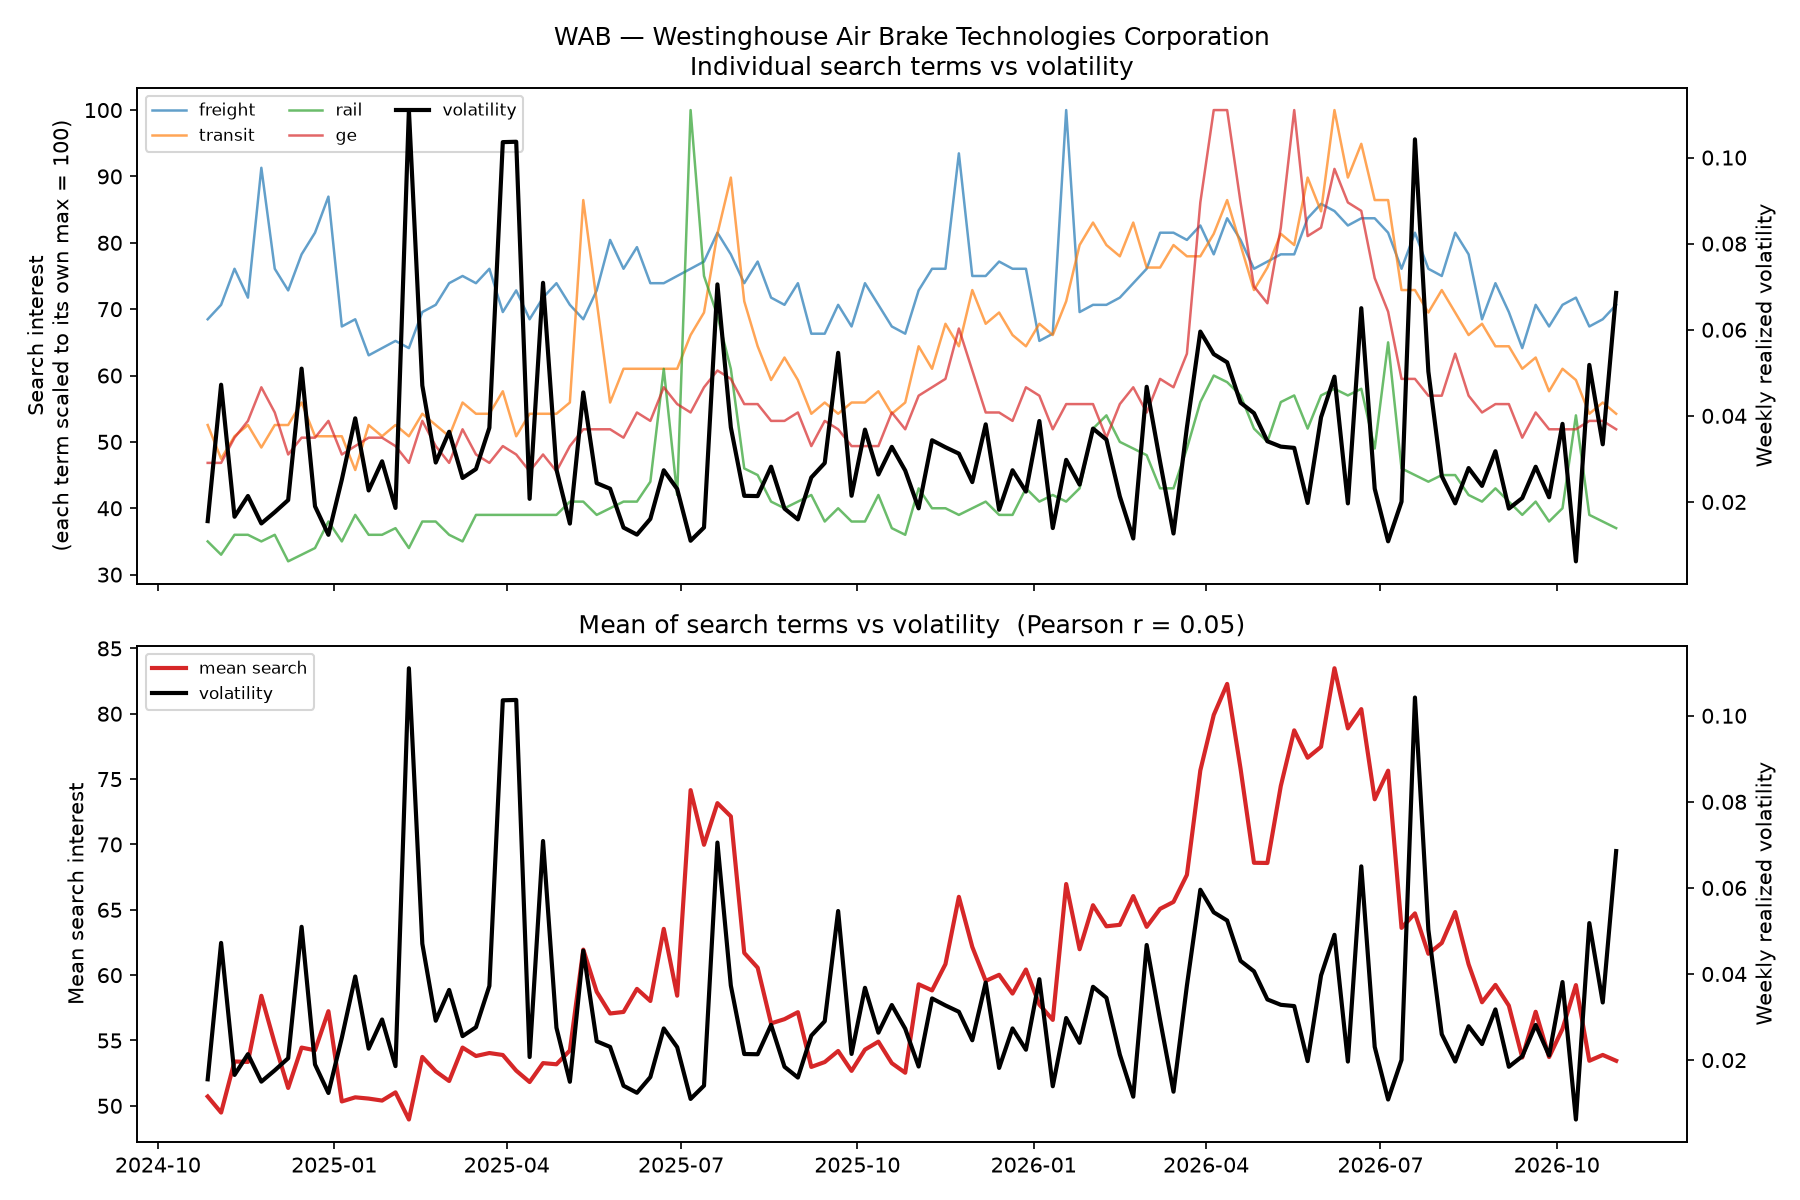 WAB — Westinghouse Air Brake Technologies Corporation
Individual search terms vs volatility
freight
transit
rail
ge
volatility
Search interest
(each term scaled to its own max = 100)
100
90
80
70
60
50
40
30
0.10
0.08
0.06
0.04
0.02
Weekly realized volatility
Mean of search terms vs volatility  (Pearson r = 0.05)
mean search
volatility
Mean search interest
85
80
75
70
65
60
55
50
0.10
0.08
0.06
0.04
0.02
Weekly realized volatility
2024-10
2025-01
2025-04
2025-07
2025-10
2026-01
2026-04
2026-07
2026-10